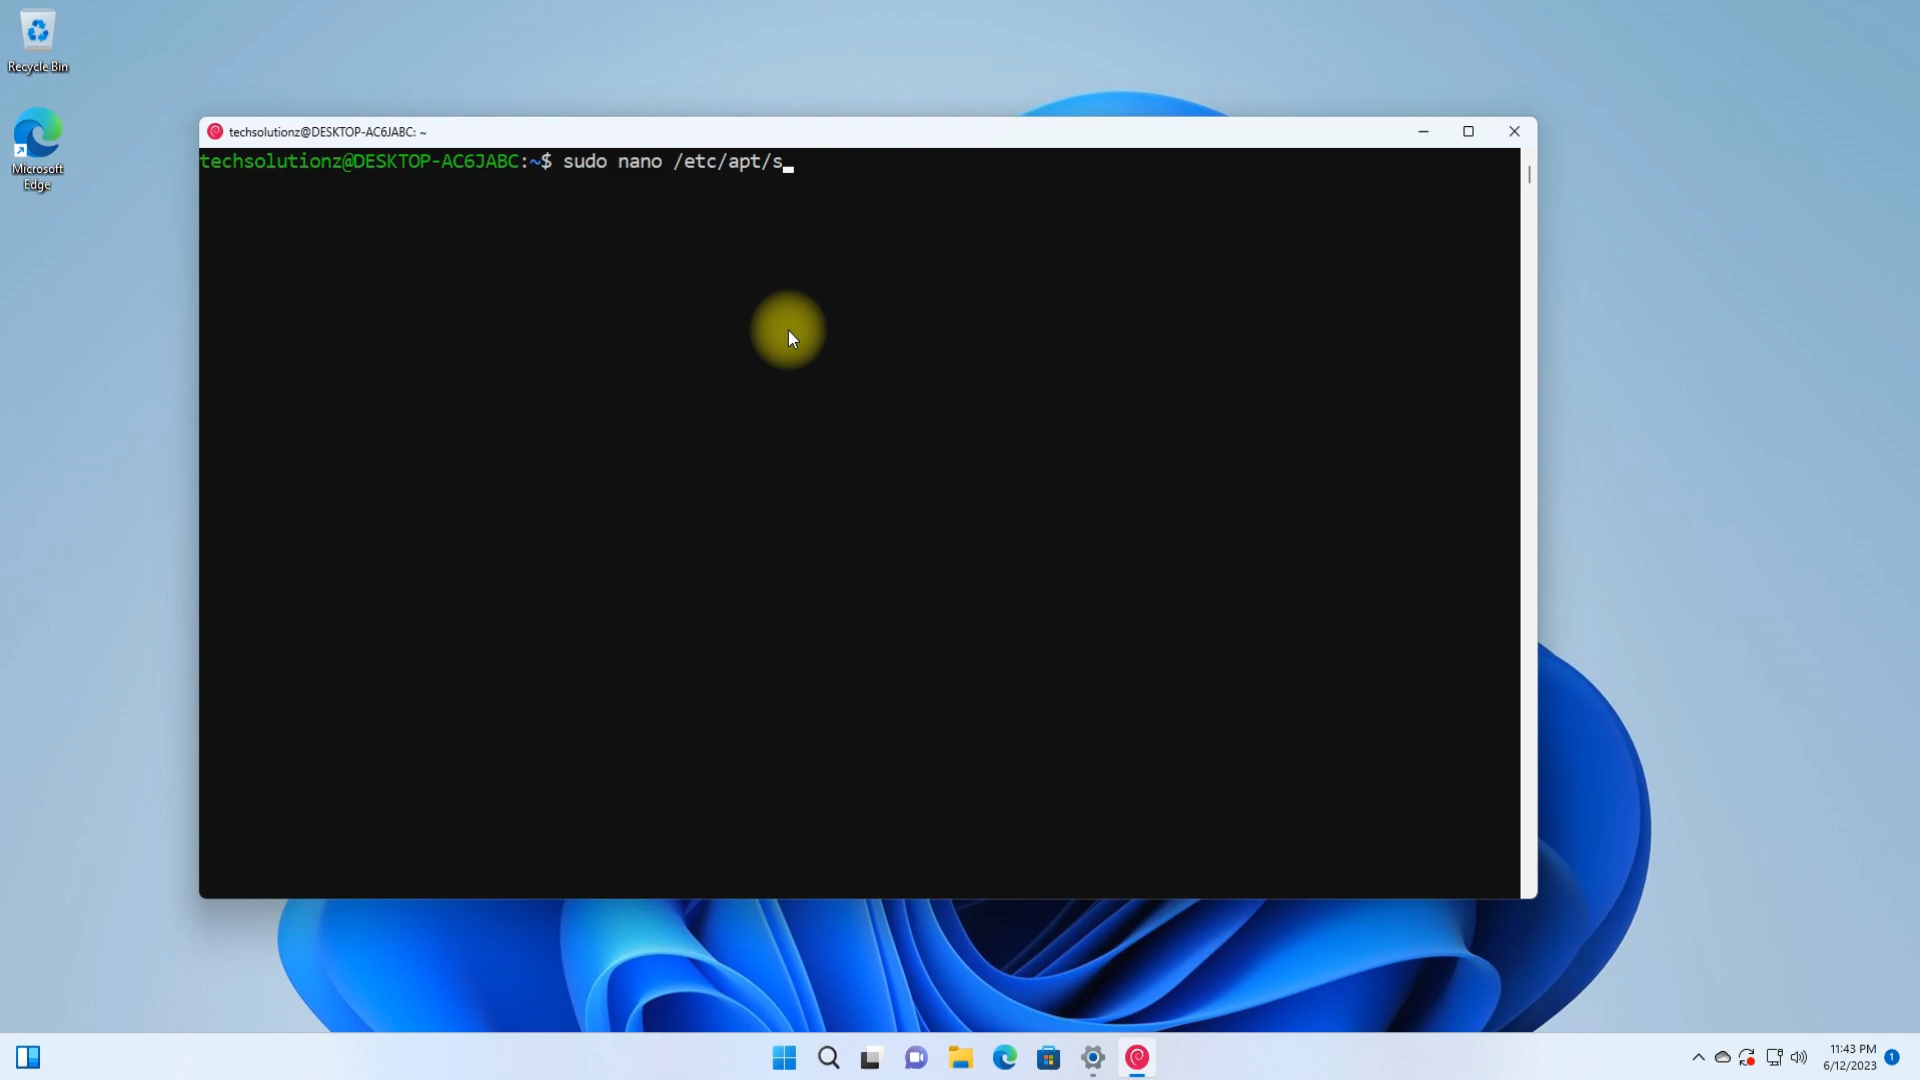 Recycle Bin
Microsoft
Edge
techsolutionz@DESKTOP-AC6JABC: ~
techsolutionz@DESKTOP-AC6JABC:~$ sudo nano /etc/apt/s
11:43 PM
6/12/2023
1